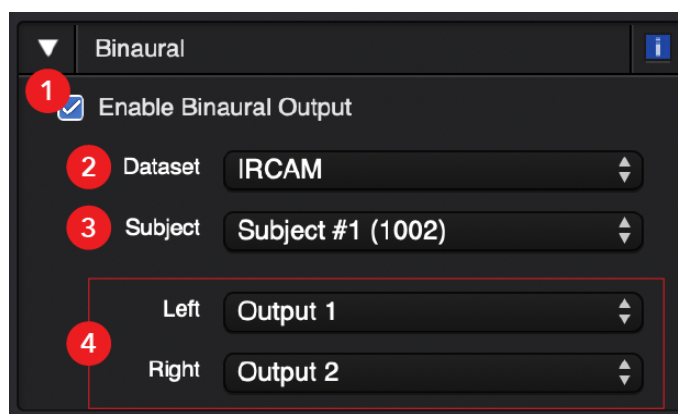 Binaural i
1 Enable Binaural Output
2 Dataset IRCAM
3 Subject Subject #1 (1002)
Left Output 1
4
Right Output 2